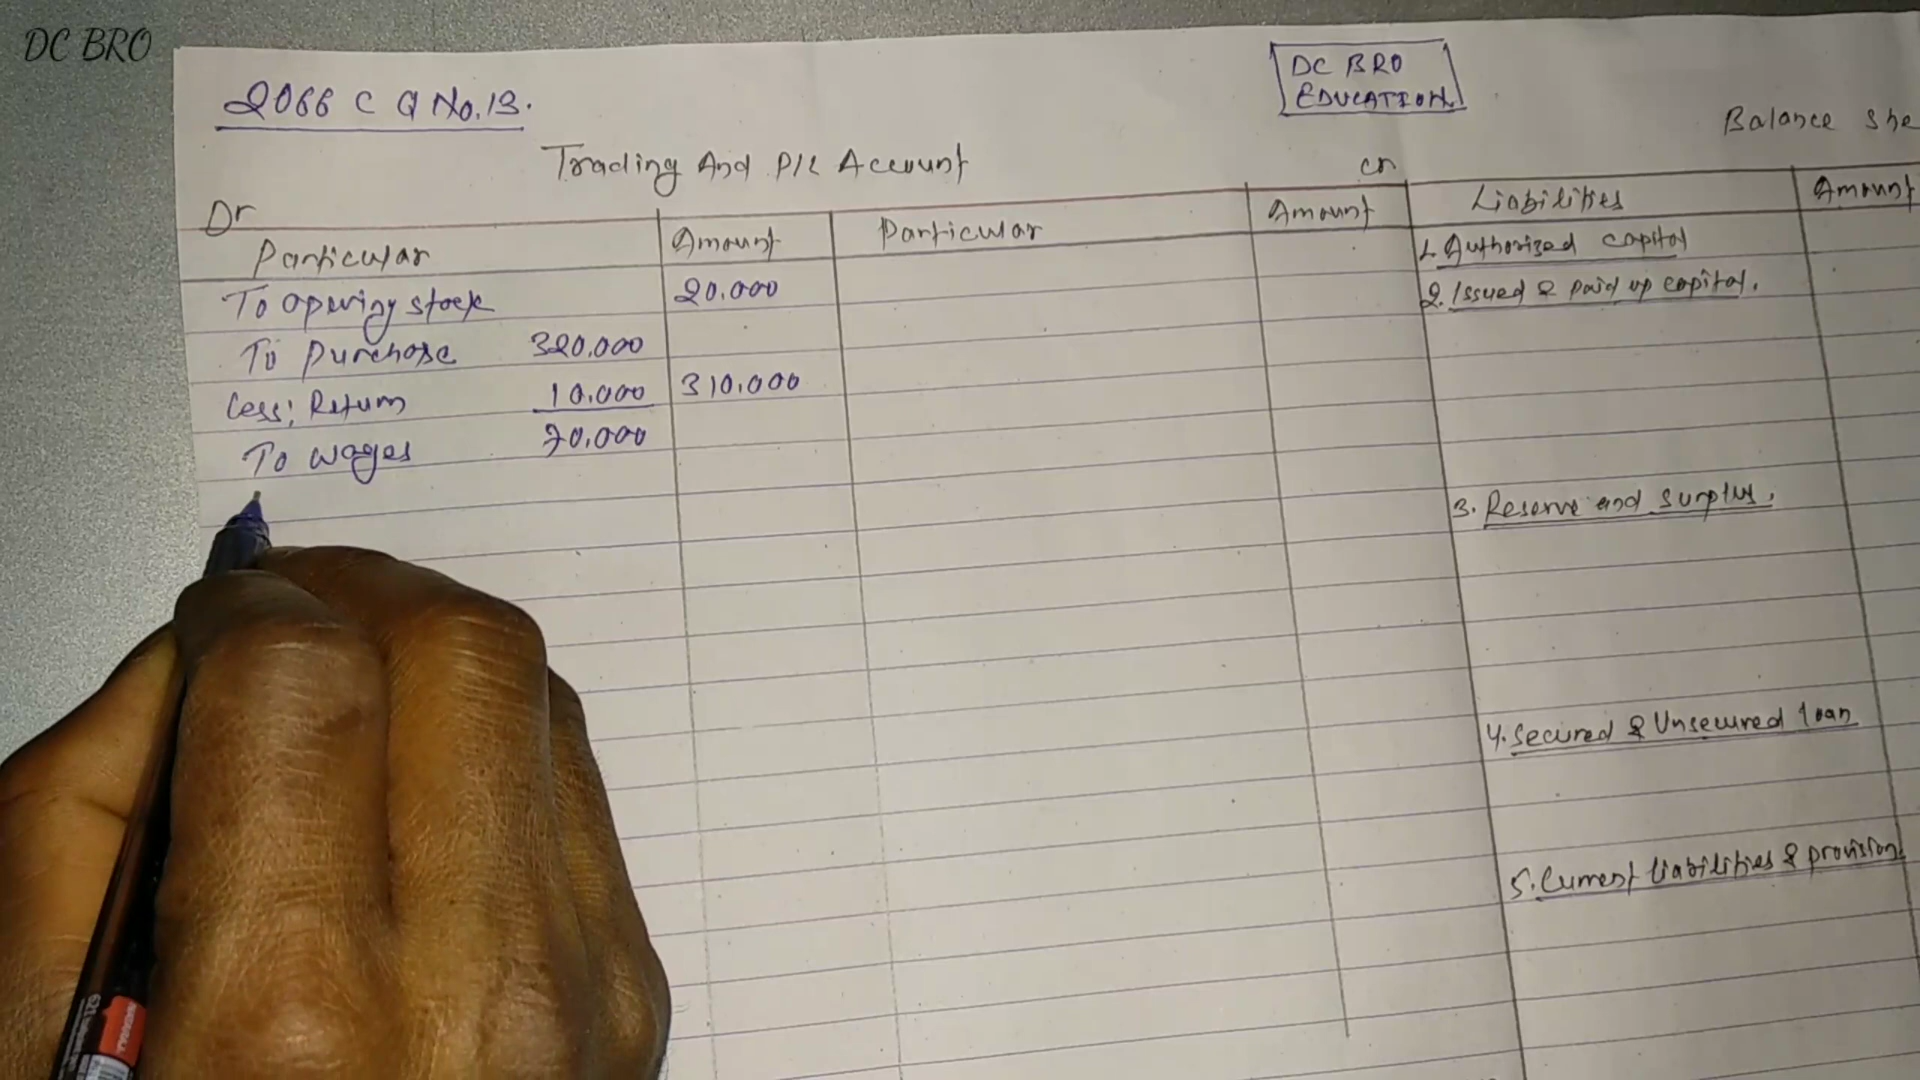 DC BRO
2066 C Q No.13.
DC BRO
EDUCATION
Trading And P/L Account
Dr
Cr
Particular Amount Particular Amount
To opening stock 20.000
To purchase 320.000
Less: Return 10.000 310.000
To wages 70.000
Balance She
Liabilities Amount
1. Authorized capital
2. Issued & paid up capital.
3. Reserve and surplus.
4. Secured & Unsecured loan
5. Current liabilities & provision